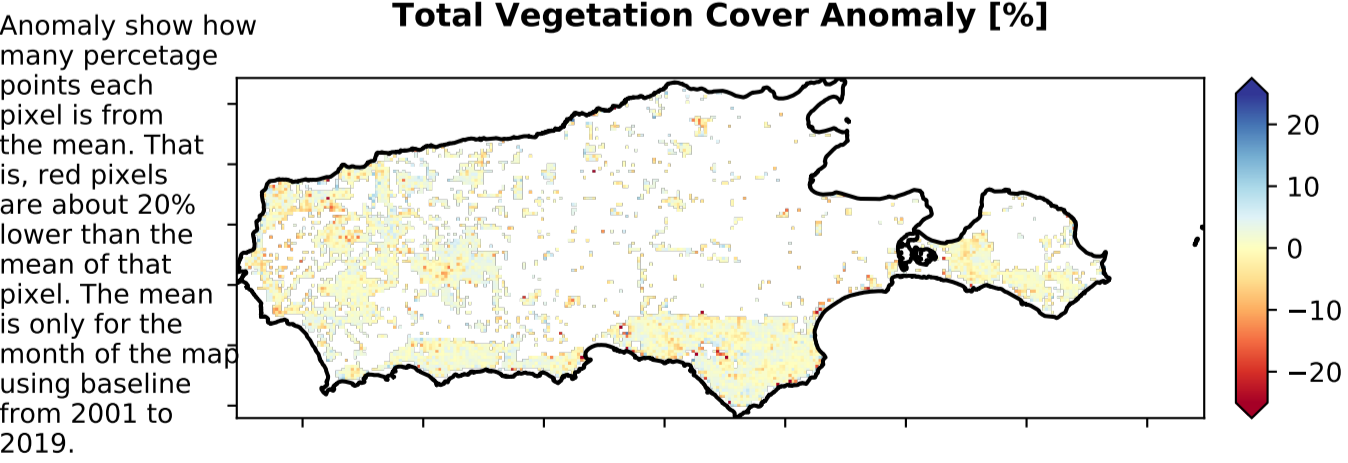 Total Vegetation Cover Anomaly [%]
Anomaly show how
many percetage
points each
pixel is from
the mean. That
is, red pixels
are about 20%
lower than the
mean of that
pixel. The mean
is only for the
month of the map
using baseline
from 2001 to
2019.
20
10
0
−10
−20